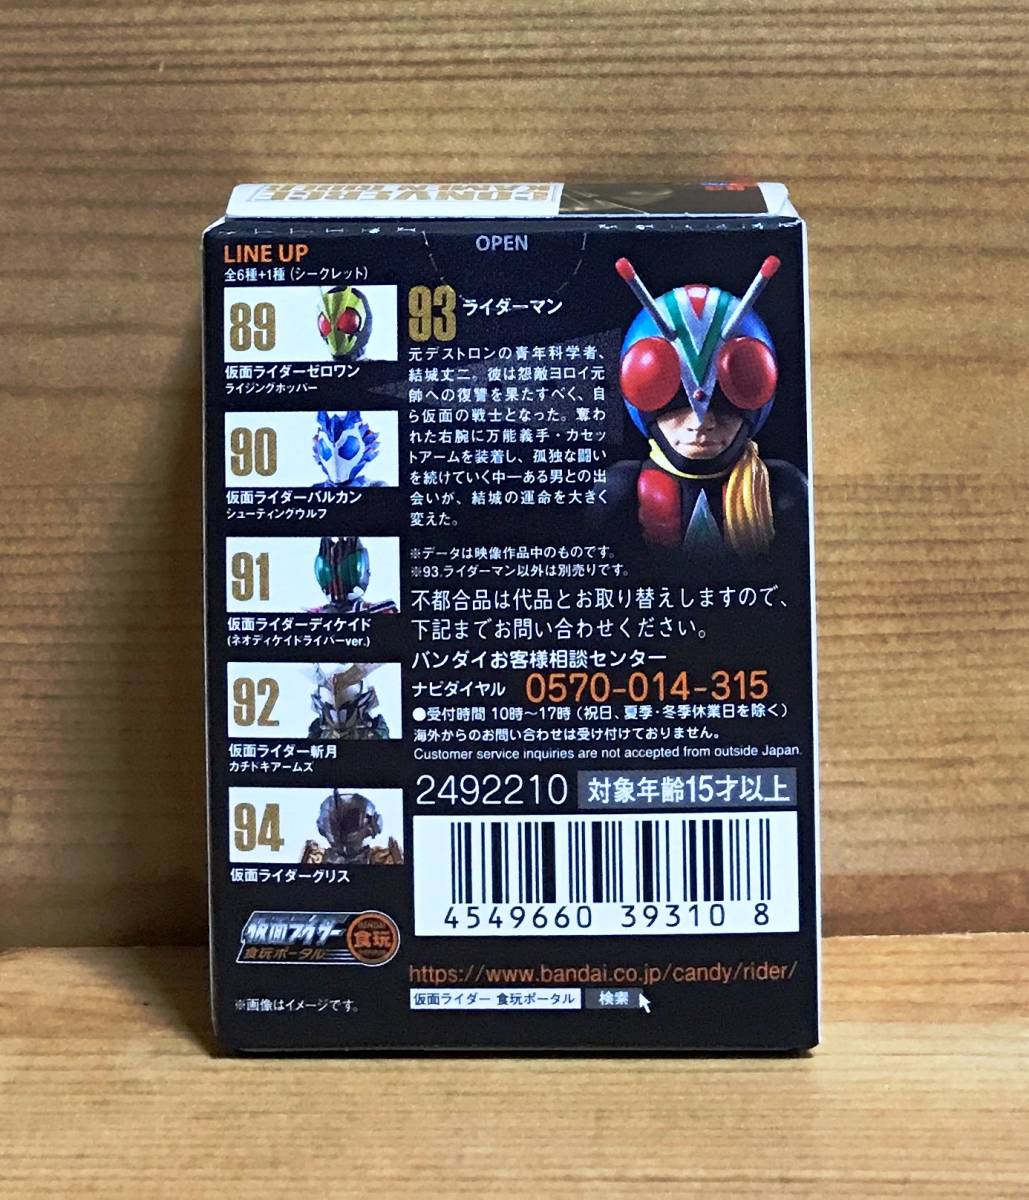 CONVERGE
KAMEN RIDER
OPEN
LINE UP
全6種+1種 (シークレット)
89
仮面ライダーゼロワン
ライジングホッパー
90
仮面ライダーバルカン
シューティングウルフ
91
仮面ライダーディケイド
(ネオディケイドライバーver.)
92
仮面ライダー斬月
カチドキアームズ
94
仮面ライダーグリス
仮面ライダー
食玩ポータル
BANDAI
食玩
※画像はイメージです。
93 ライダーマン
元デストロンの青年科学者、
結城丈二。彼は怨敵ヨロイ元
帥への復讐を果たすべく、自
ら仮面の戦士となった。奪わ
れた右腕に万能義手・カセッ
トアームを装着し、孤独な闘い
を続けていく中―ある男との出
会いが、結城の運命を大きく
変えた。
※データは映像作品中のものです。
※93.ライダーマン以外は別売りです。
不都合品は代品とお取り替えしますので、
下記までお問い合わせください。
バンダイお客様相談センター
ナビダイヤル 0570-014-315
●受付時間 10時～17時 (祝日、夏季・冬季休業日を除く)
海外からのお問い合わせは受け付けておりません。
Customer service inquiries are not accepted from outside Japan.
2492210 対象年齢15才以上
4549660 39310 8
https://www.bandai.co.jp/candy/rider/
仮面ライダー 食玩ポータル 検索